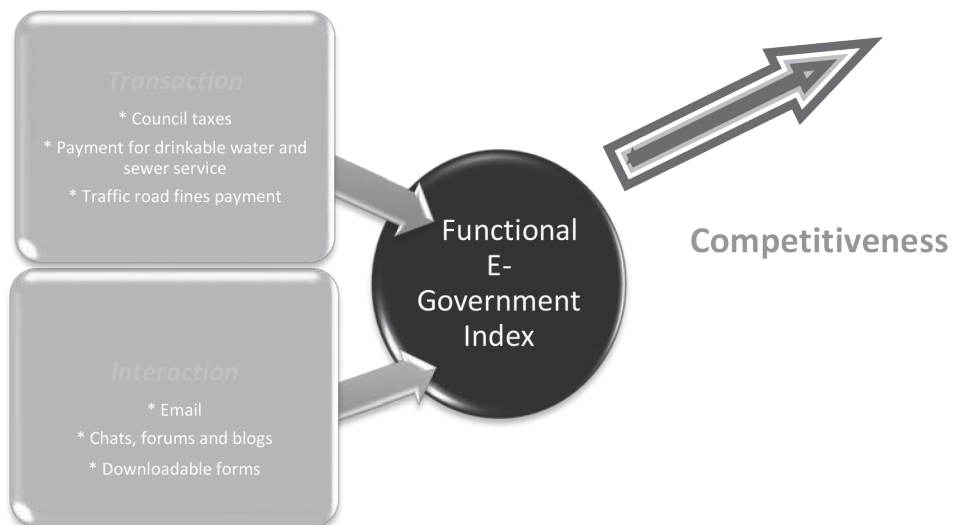 Transaction
* Council taxes
* Payment for drinkable water and
sewer service
* Traffic road fines payment
Interaction
* Email
* Chats, forums and blogs
* Downloadable forms
Functional
E-
Government
Index
Competitiveness